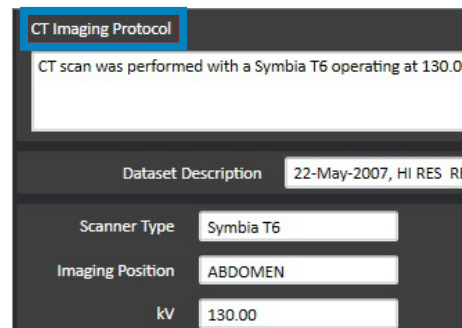 CT Imaging Protocol
CT scan was performed with a Symbia T6 operating at 130.0
Dataset Description 22-May-2007, HI RES
Scanner Type Symbia T6
Imaging Position ABDOMEN
kV 130.00